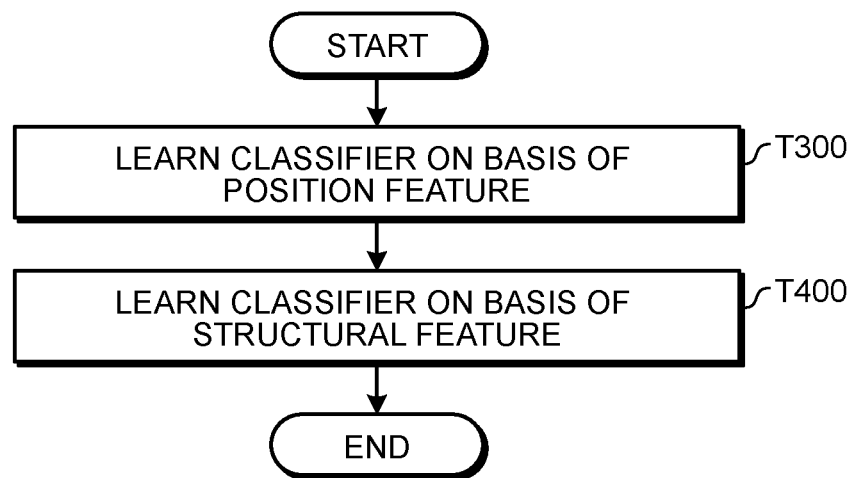 START
LEARN CLASSIFIER ON BASIS OF
POSITION FEATURE
T300
LEARN CLASSIFIER ON BASIS OF
STRUCTURAL FEATURE
T400
END